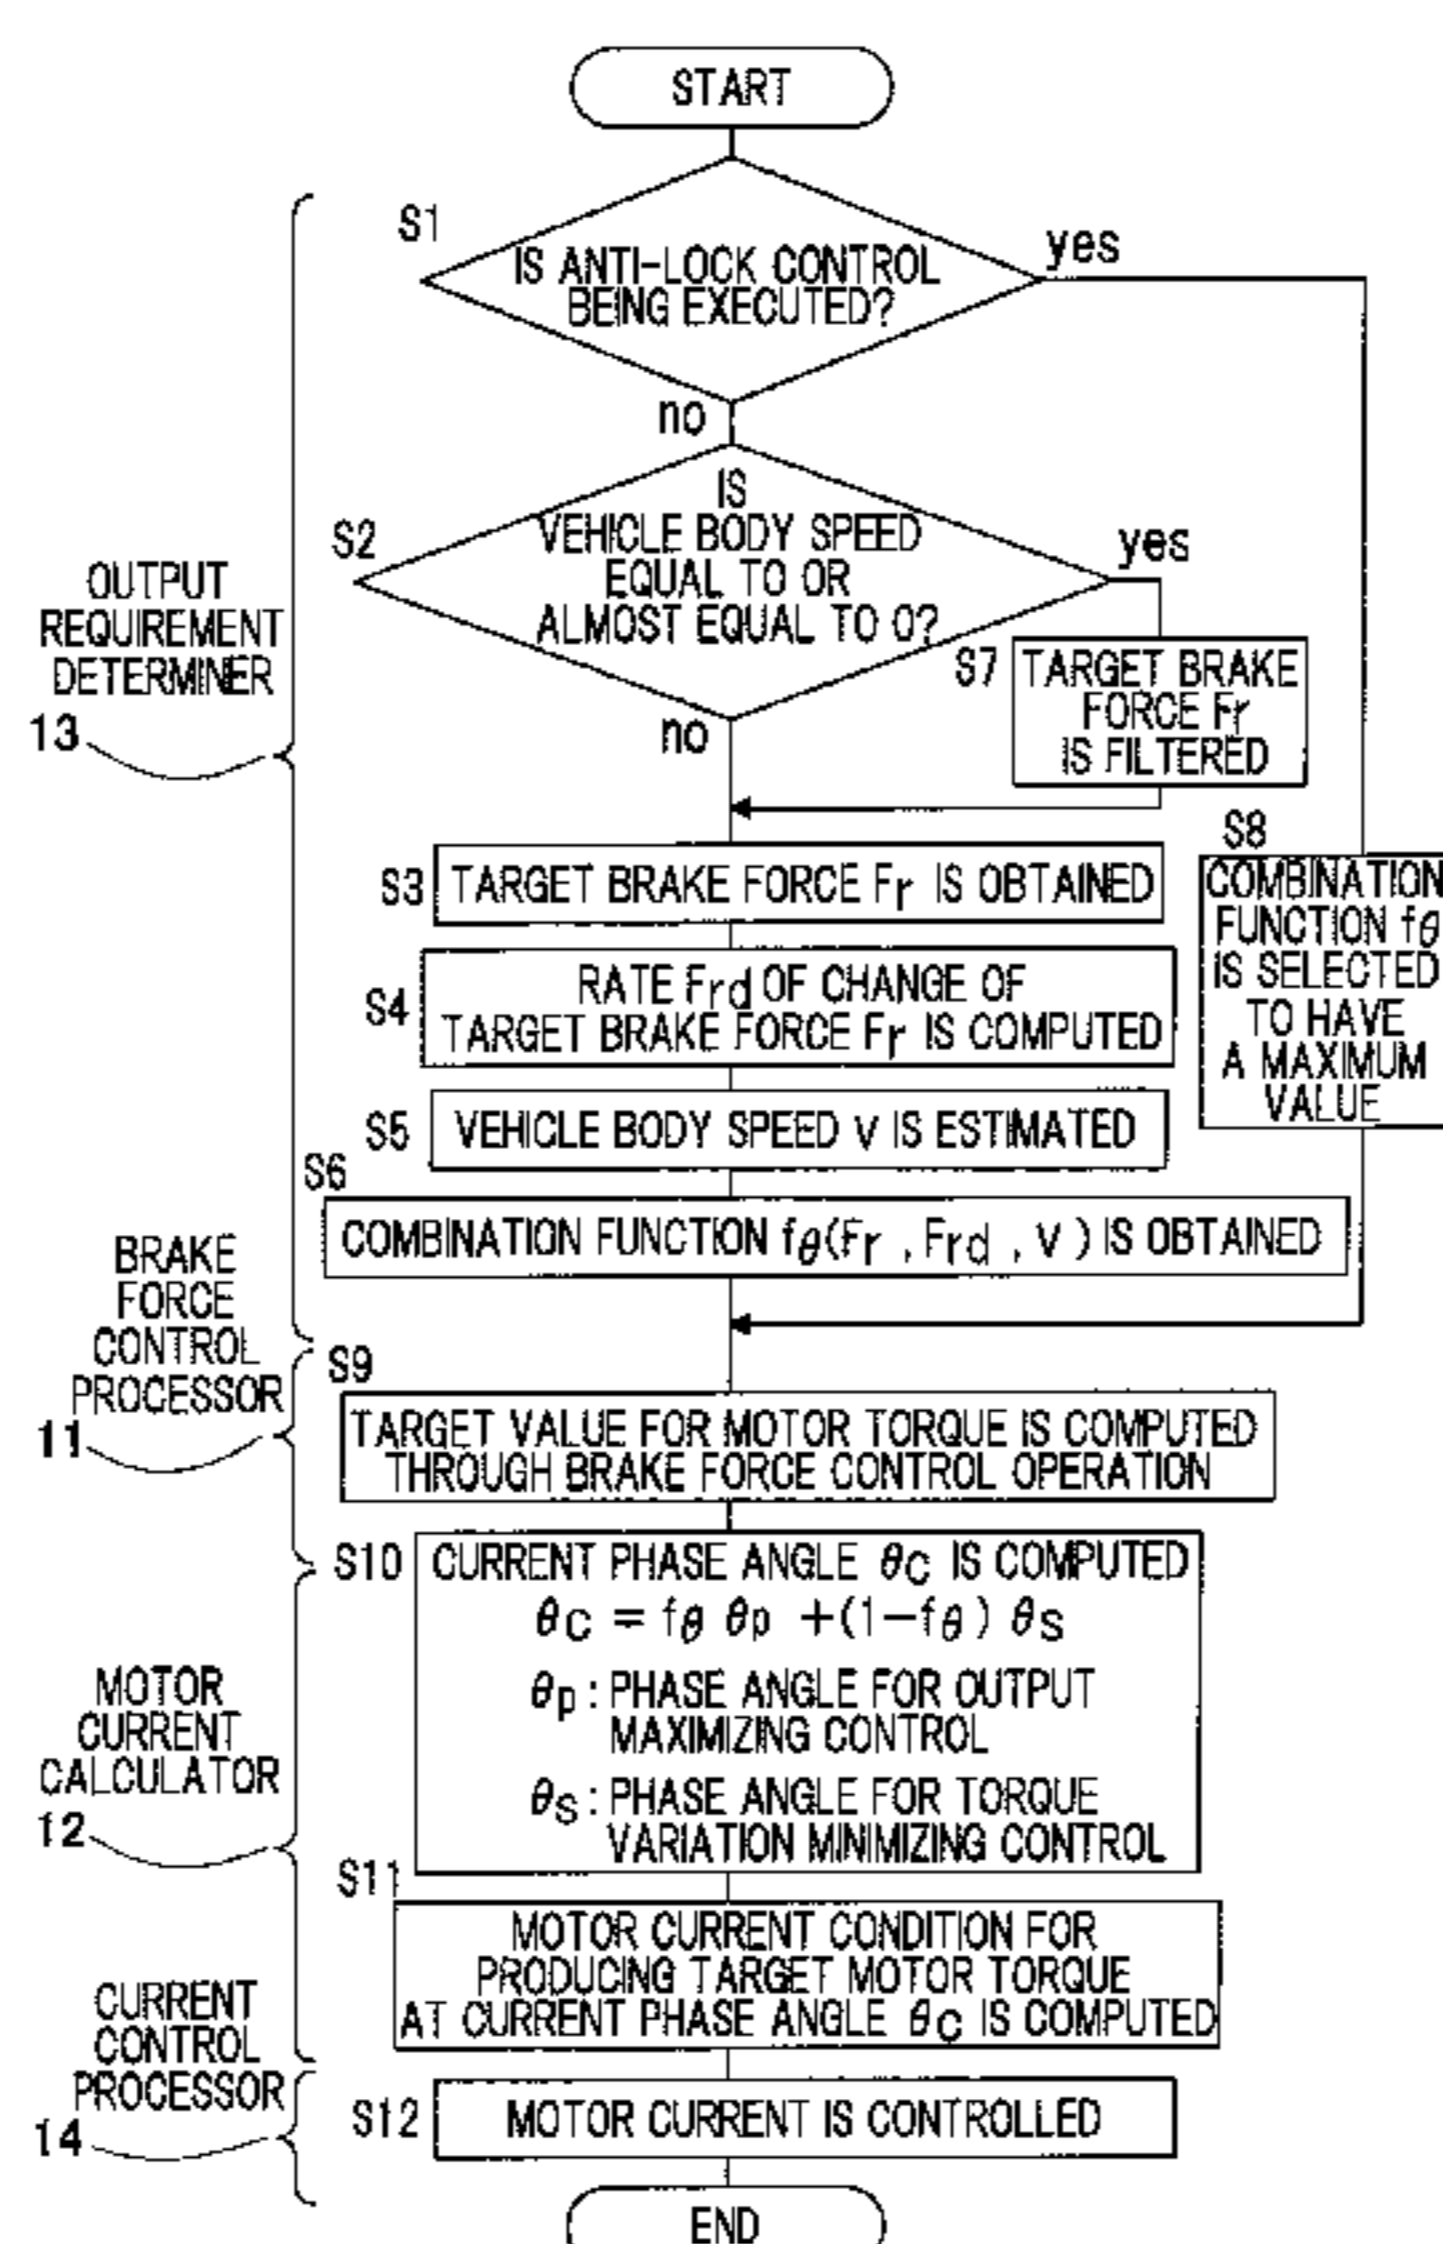 START
S1
IS ANTI-LOCK CONTROL
BEING EXECUTED?
yes
no
S2
IS
VEHICLE BODY SPEED
EQUAL TO OR
ALMOST EQUAL TO 0?
yes
no
OUTPUT
REQUIREMENT
DETERMINER
13
S7
TARGET BRAKE
FORCE Fr
IS FILTERED
S8
COMBINATION
FUNCTION fθ
IS SELECTED
TO HAVE
A MAXIMUM
VALUE
S3
TARGET BRAKE FORCE Fr IS OBTAINED
S4
RATE Frd OF CHANGE OF
TARGET BRAKE FORCE Fr IS COMPUTED
S5
VEHICLE BODY SPEED V IS ESTIMATED
S6
COMBINATION FUNCTION fθ(Fr , Frd , V ) IS OBTAINED
BRAKE
FORCE
CONTROL
PROCESSOR
11
S9
TARGET VALUE FOR MOTOR TORQUE IS COMPUTED
THROUGH BRAKE FORCE CONTROL OPERATION
S10
CURRENT PHASE ANGLE θC IS COMPUTED
θC = fθ θp +(1−fθ) θS
θp : PHASE ANGLE FOR OUTPUT
MAXIMIZING CONTROL
θS : PHASE ANGLE FOR TORQUE
VARIATION MINIMIZING CONTROL
MOTOR
CURRENT
CALCULATOR
12
S11
MOTOR CURRENT CONDITION FOR
PRODUCING TARGET MOTOR TORQUE
AT CURRENT PHASE ANGLE θC IS COMPUTED
CURRENT
CONTROL
PROCESSOR
14
S12
MOTOR CURRENT IS CONTROLLED
END